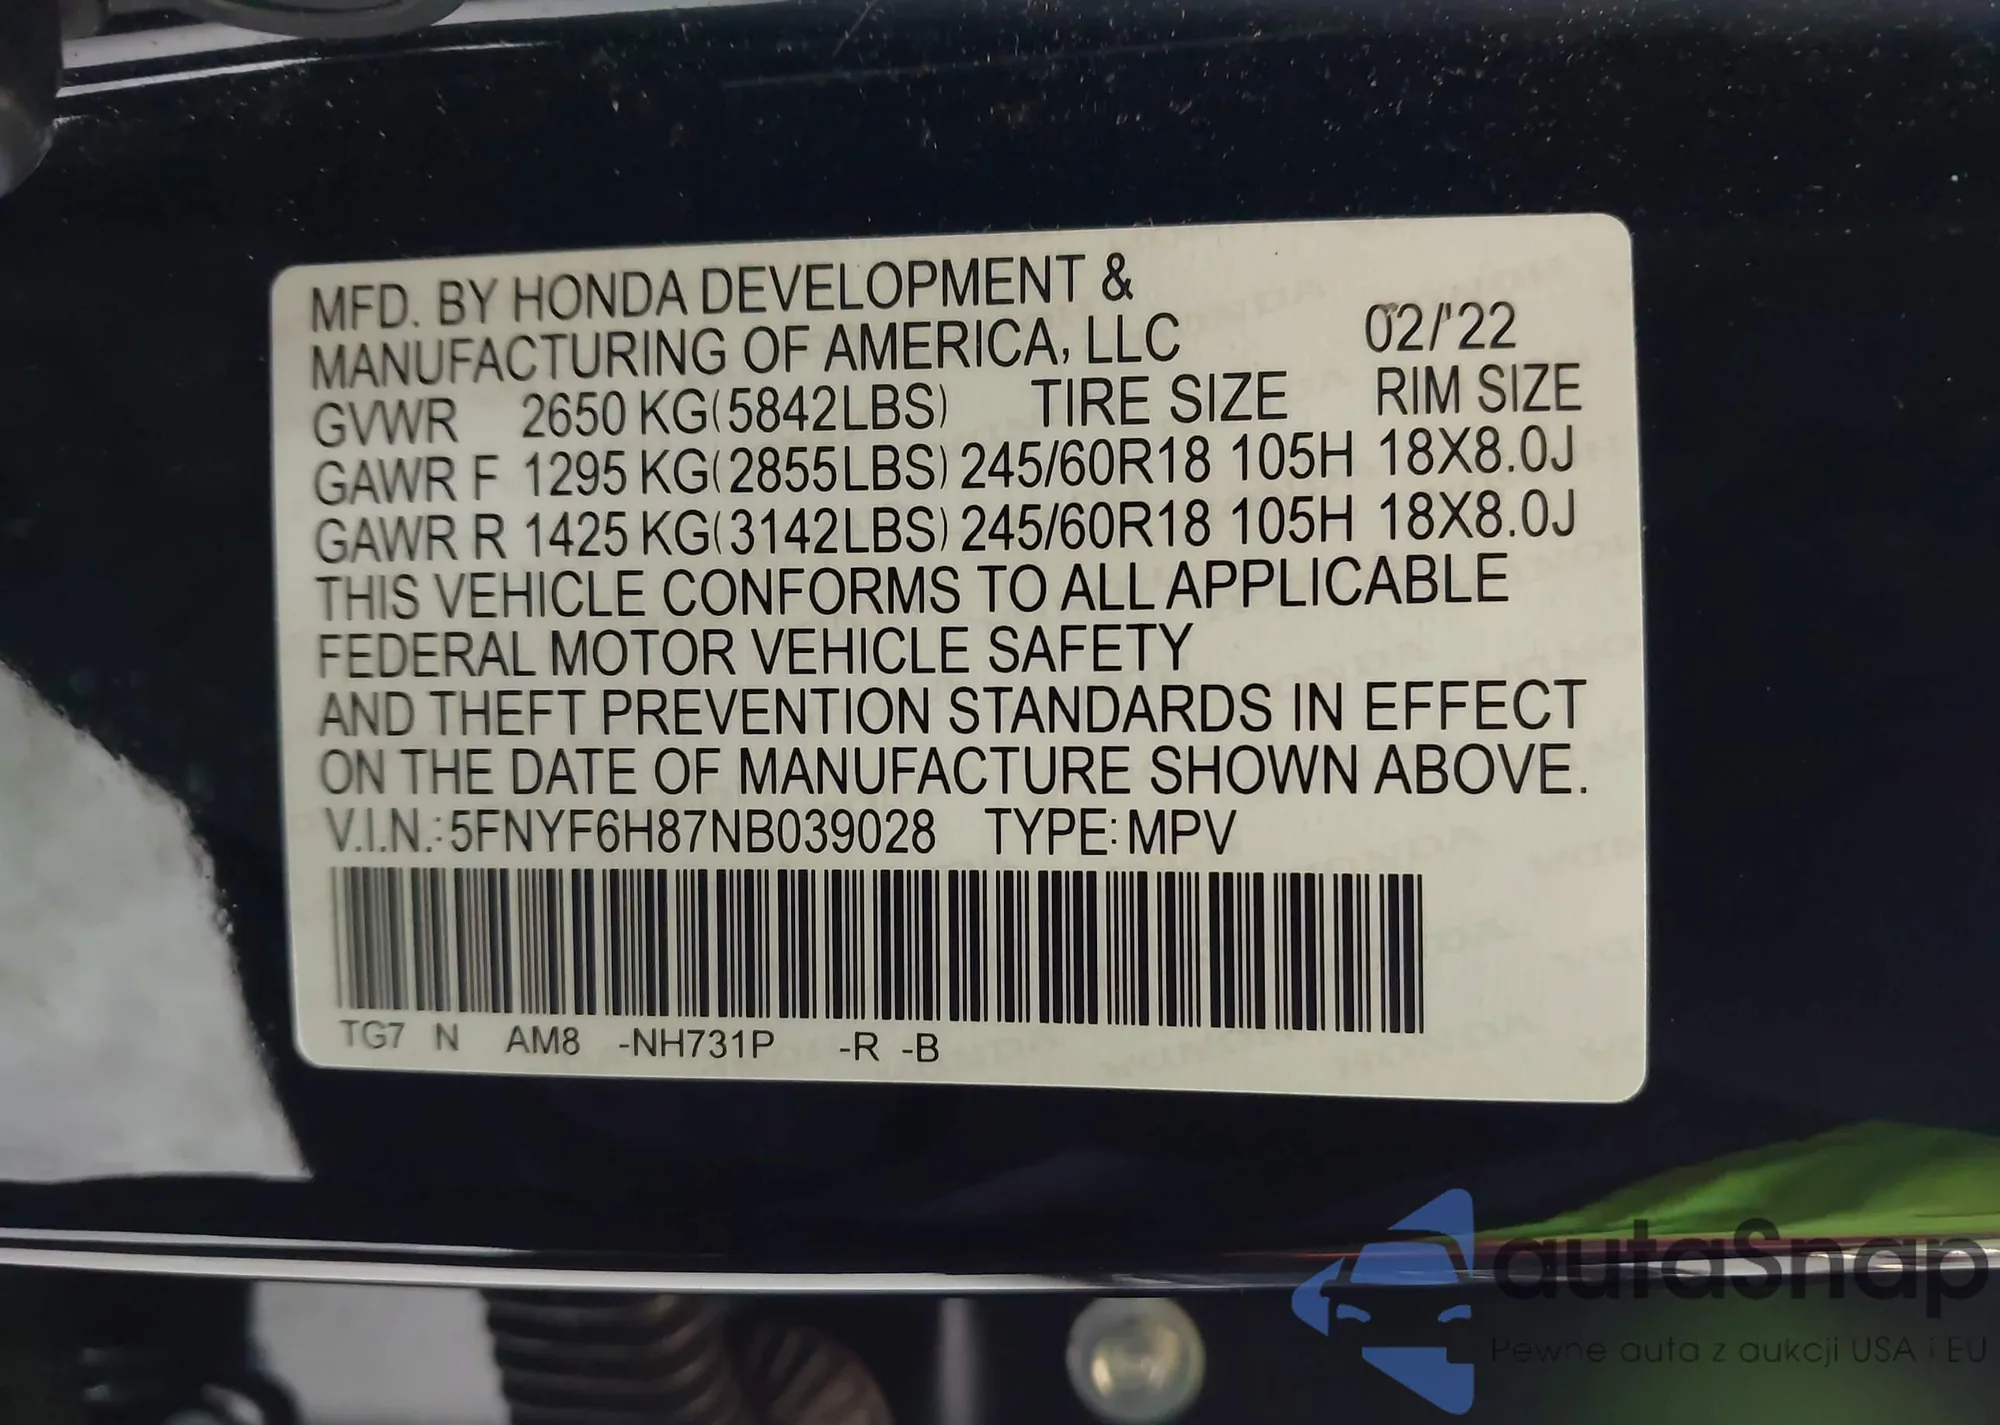 MFD. BY HONDA DEVELOPMENT &
MANUFACTURING OF AMERICA, LLC 02/'22
GVWR 2650 KG(5842LBS) TIRE SIZE RIM SIZE
GAWR F 1295 KG(2855LBS) 245/60R18 105H 18X8.0J
GAWR R 1425 KG(3142LBS) 245/60R18 105H 18X8.0J
THIS VEHICLE CONFORMS TO ALL APPLICABLE
FEDERAL MOTOR VEHICLE SAFETY
AND THEFT PREVENTION STANDARDS IN EFFECT
ON THE DATE OF MANUFACTURE SHOWN ABOVE.
V.I.N.:5FNYF6H87NB039028 TYPE:MPV
TG7 N AM8 -NH731P -R -B
autaSnap
Pewne auta z aukcji USA i EU